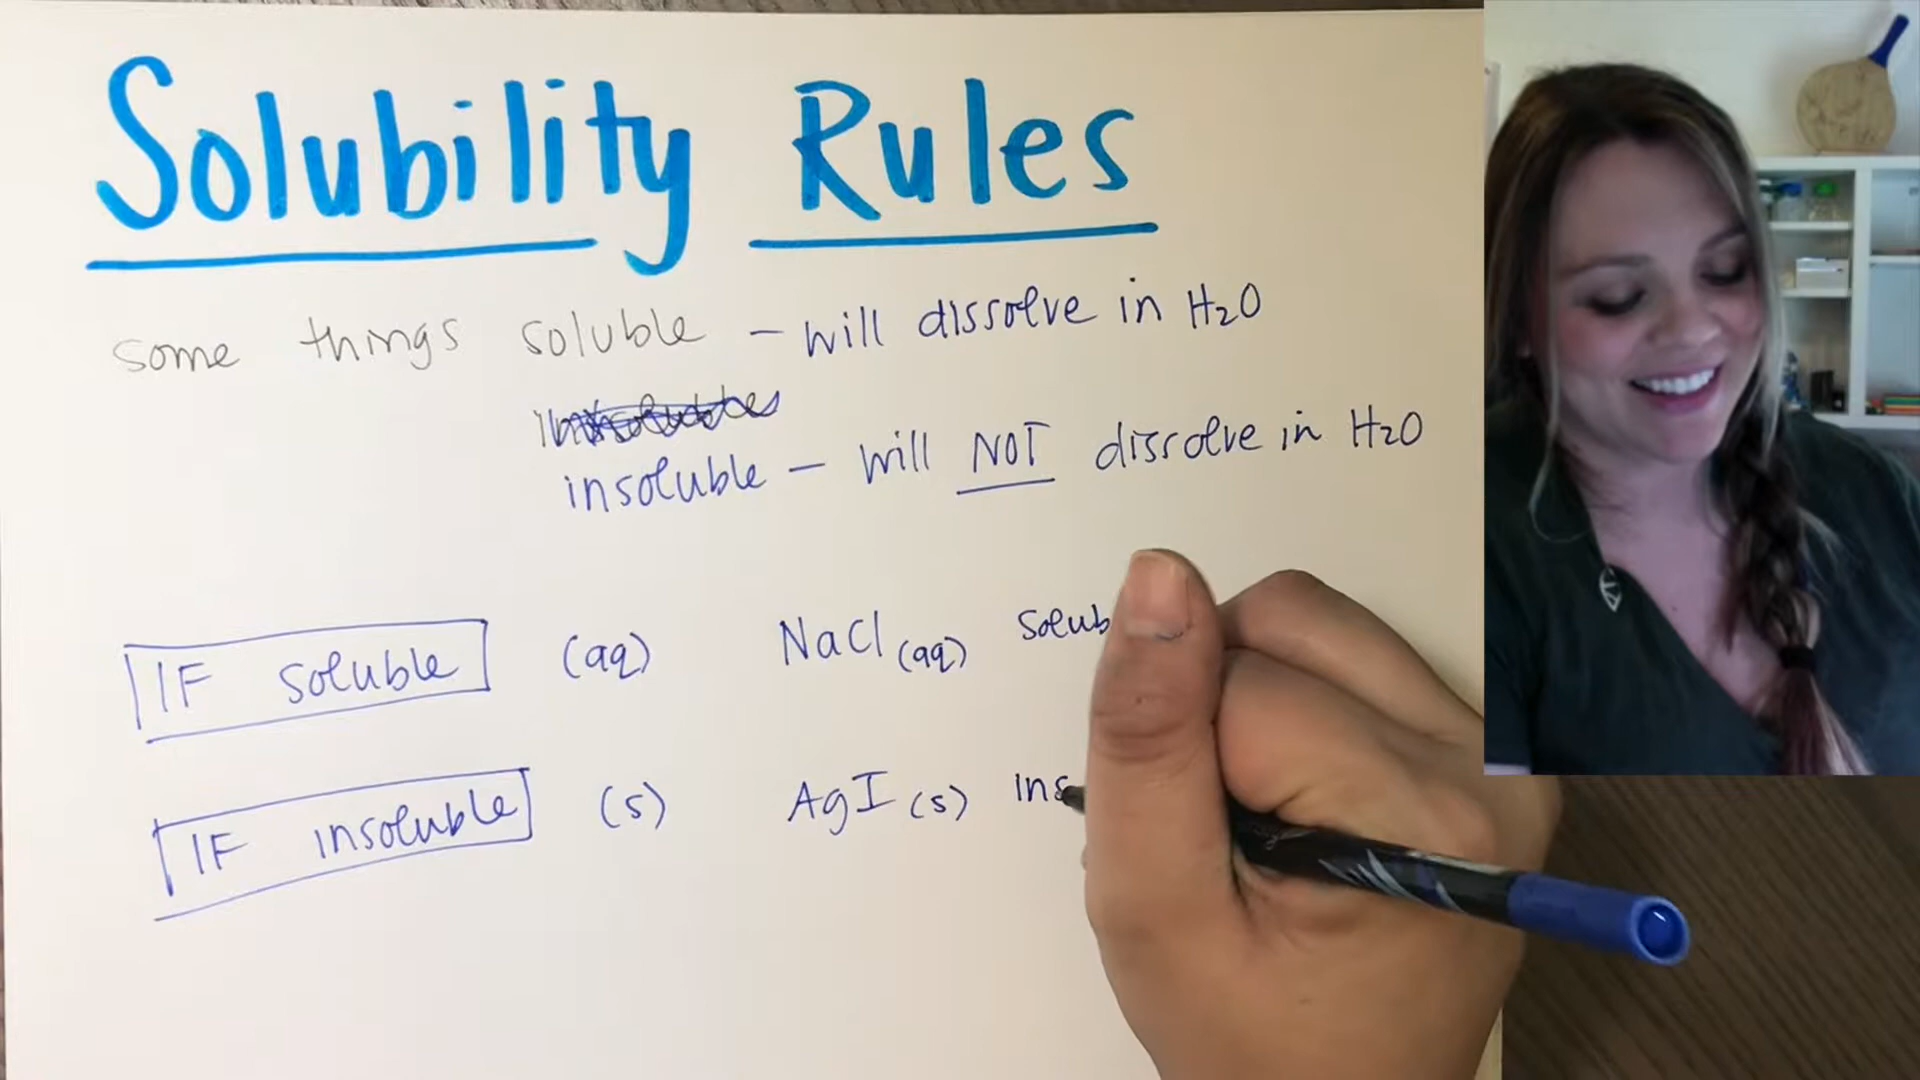 Solubility Rules
some things soluble – will dissolve in H2O
insoluble – will NOT dissolve in H2O
IF soluble (aq) NaCl (aq) solub
IF insoluble (s) AgI (s) ins